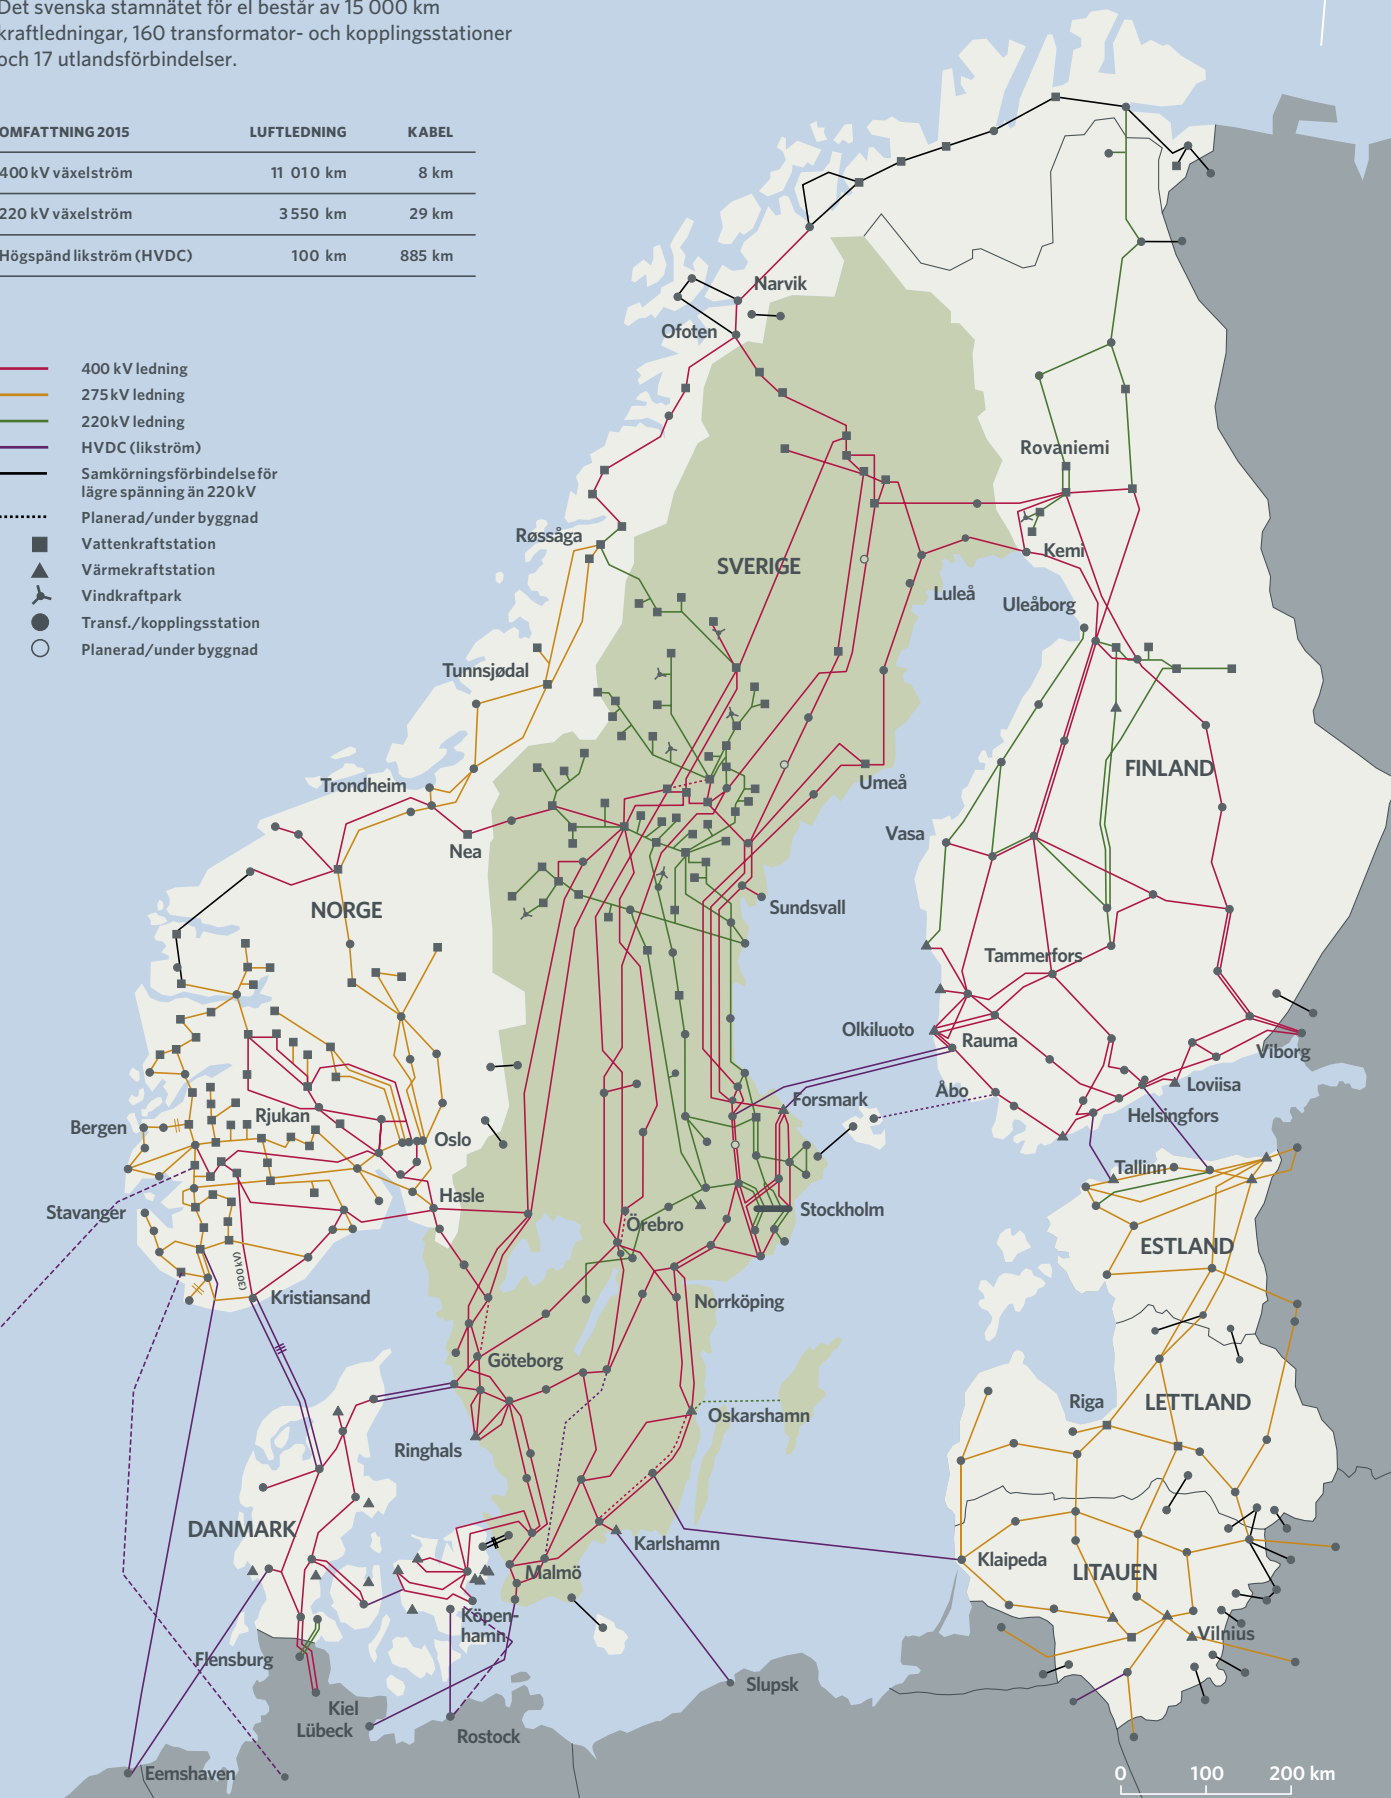 Det svenska stamnätet för el består av 15 000 km
kraftledningar, 160 transformator- och kopplingsstationer
och 17 utlandsförbindelser.
OMFATTNING 2015 LUFTLEDNING KABEL
400 kV växelström 11 010 km 8 km
220 kV växelström 3 550 km 29 km
Högspänd likström (HVDC) 100 km 885 km
400 kV ledning
275 kV ledning
220 kV ledning
HVDC (likström)
Samkörningsförbindelse för
lägre spänning än 220 kV
Planerad/under byggnad
Vattenkraftstation
Värmekraftstation
Vindkraftpark
Transf./kopplingsstation
Planerad/under byggnad
Narvik
Ofoten
Rovaniemi
Røssåga
Kemi
SVERIGE
Luleå
Uleåborg
Tunnsjødal
FINLAND
Trondheim
Umeå
Vasa
Nea
NORGE
Sundsvall
Tammerfors
Olkiluoto
Rauma
Viborg
Åbo
Loviisa
Forsmark
Helsingfors
Rjukan
Bergen
Oslo
Tallinn
Hasle
Stavanger
Stockholm
Örebro
ESTLAND
(300 kV)
Kristiansand
Norrköping
Göteborg
Riga
LETTLAND
Oskarshamn
Ringhals
DANMARK
Karlshamn
Klaipeda
LITAUEN
Malmö
Köpen-
hamn
Vilnius
Flensburg
Slupsk
Kiel
Lübeck
Rostock
Eemshaven
0 100 200 km